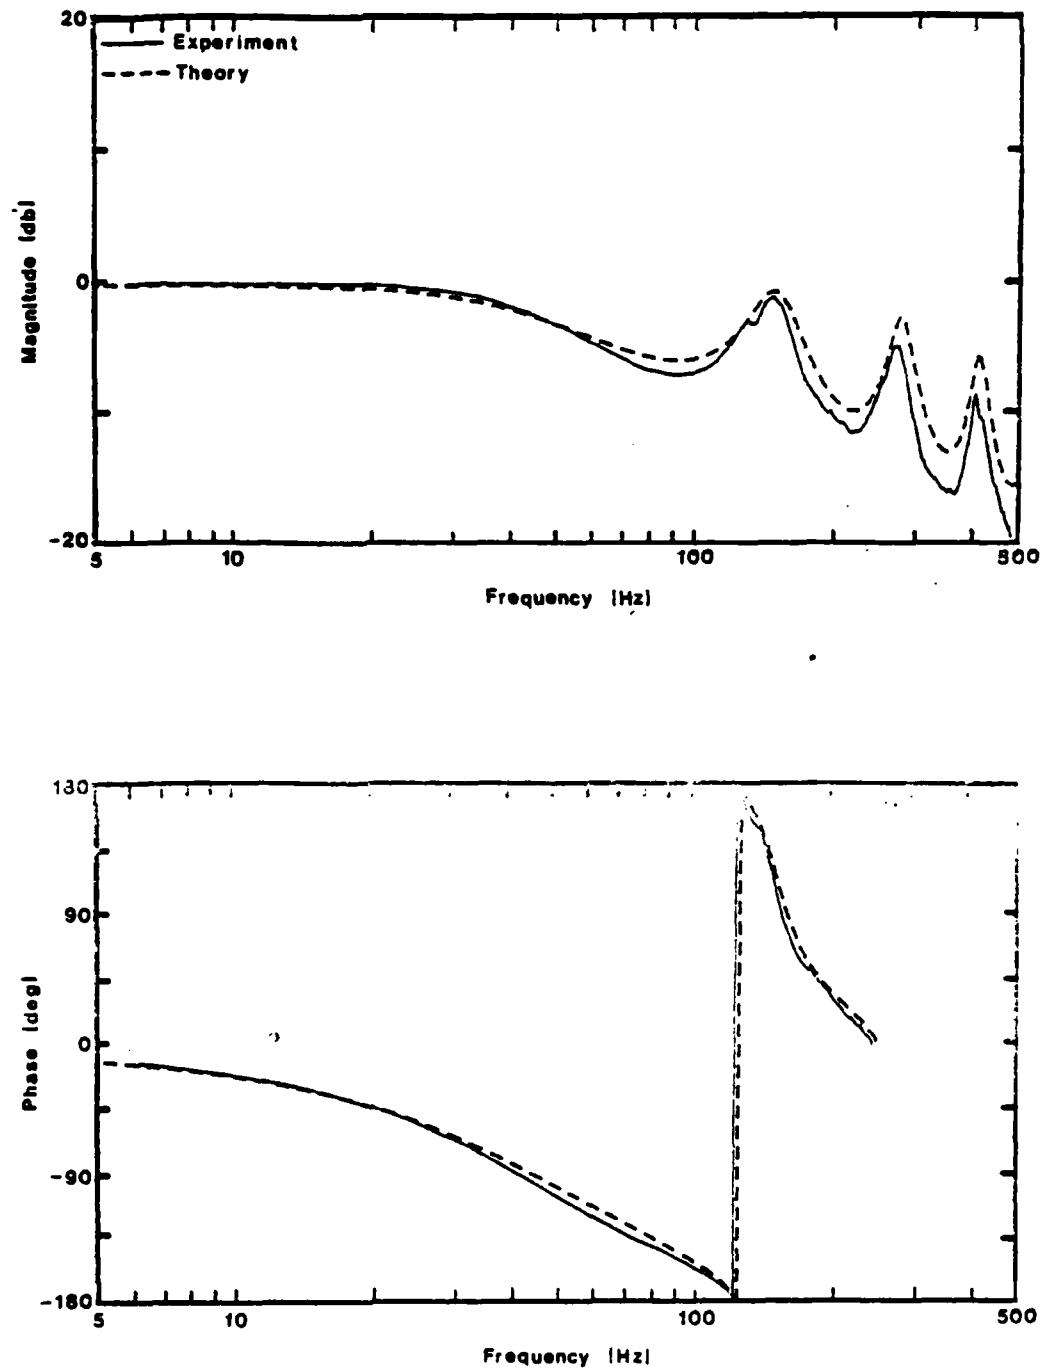 20
Experiment
Theory
0
-20
Magnitude (db)
5 10 100 500
Frequency (Hz)
130
90
0
-90
-180
Phase (deg)
5 10 100 500
Frequency (Hz)